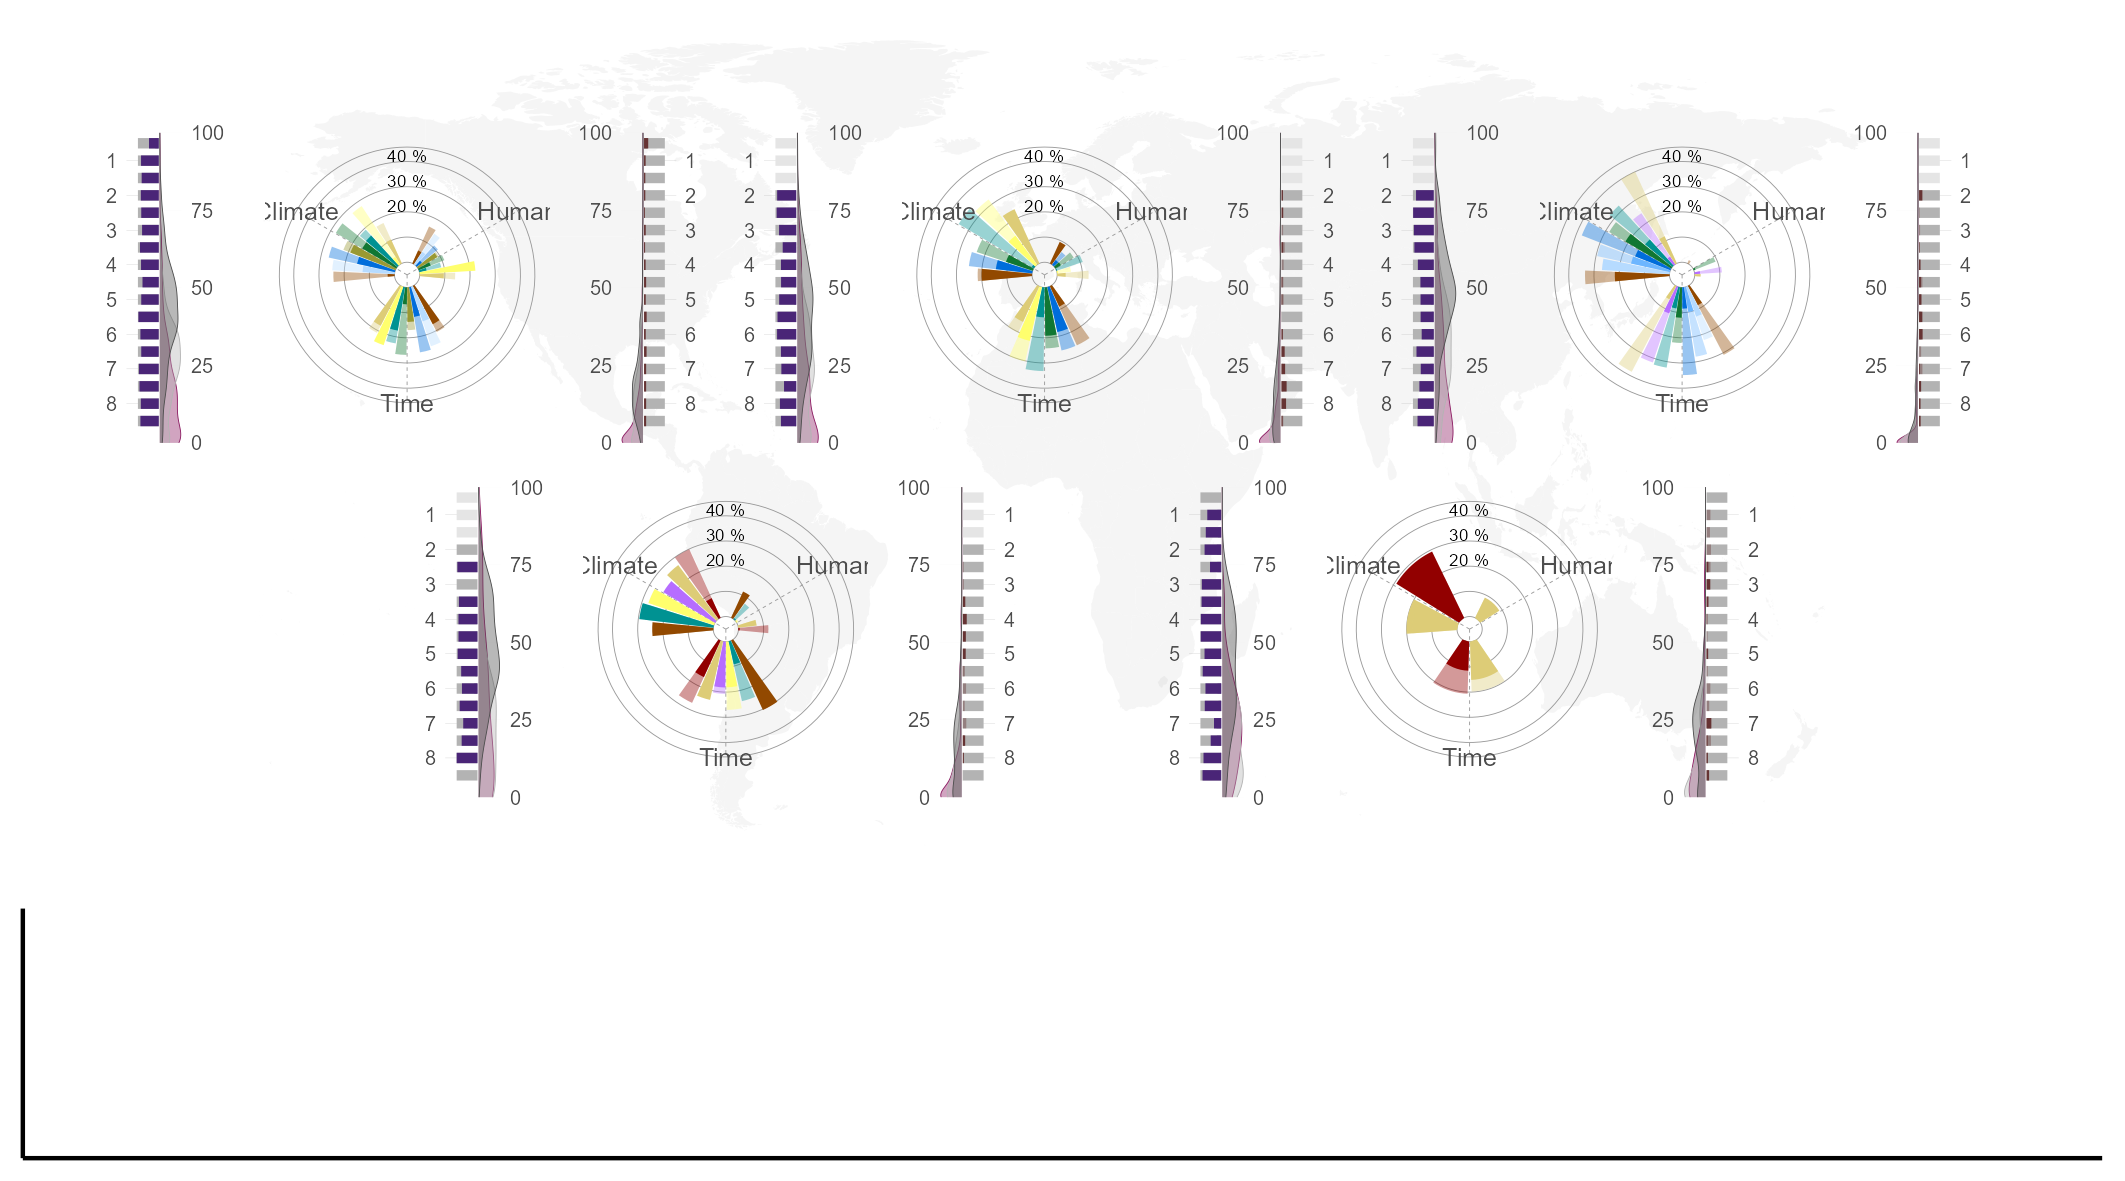 100 100 100 100 100 100
40 % 40 % 40 %
1 1 1 1 1 1
30 % 30 % 30 %
2 20 % 2 2 20 % 2 2 20 % 2
Climate Human 75 75 75 Climate Human 75 75 75 Climate Human
3 3 3 3 3 3
4 4 4 4 4 4
50 50 50 50 50 50
5 5 5 5 5 5
6 6 6 6 6 6
25 25 25 25 25 25
7 7 7 7 7 7
8 Time 8 8 Time 8 8 Time 8
0 0 0 0 0 0
100 100 100 100
1 40 % 1 1 40 % 1
30 % 30 %
2 20 % 2 2 20 % 2
75 Climate Human 75 75 Climate Human 75
3 3 3 3
4 4 4 4
50 50 50 50
5 5 5 5
6 6 6 6
25 25 25 25
7 7 7 7
8 Time 8 8 Time 8
0 0 0 0